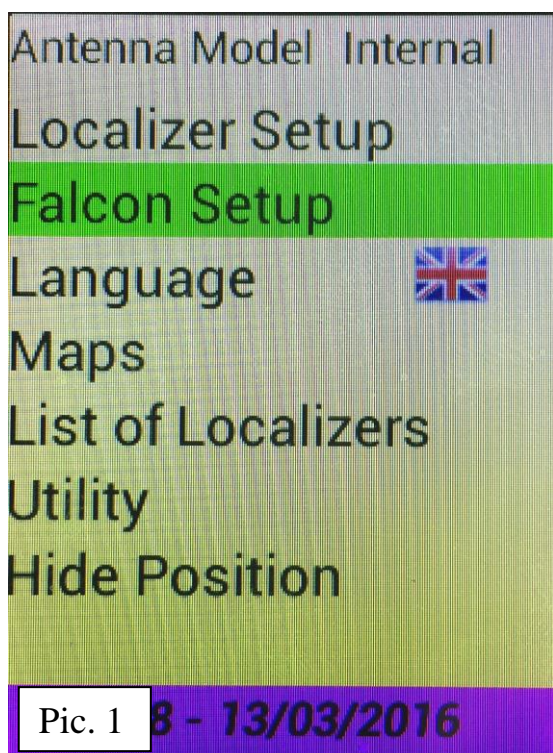 Antenna Model Internal
Localizer Setup
Falcon Setup
Language
Maps
List of Localizers
Utility
Hide Position
Pic. 1 8 - 13/03/2016